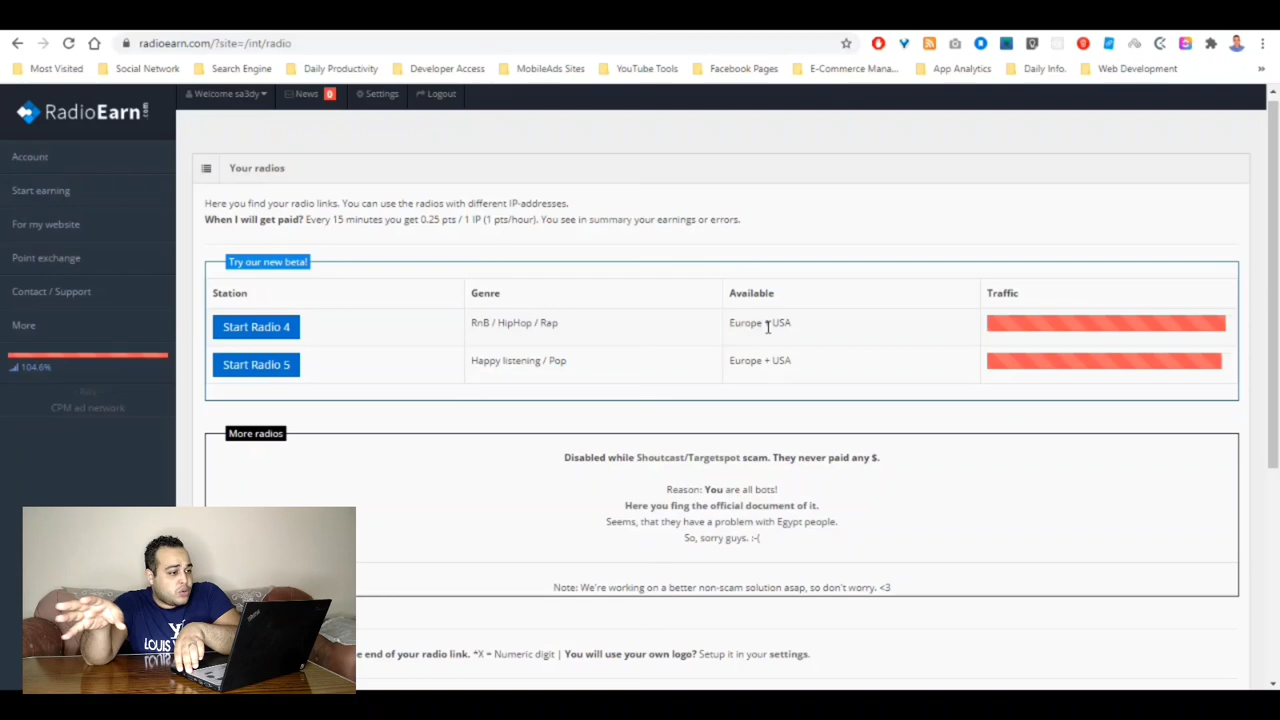 radioearn.com/?site=/int/radio
Most Visited Social Network Search Engine Daily Productivity Developer Access MobileAds Sites YouTube Tools Facebook Pages E-Commerce Mana... App Analytics Daily Info. Web Development »
RadioEarn.com
Welcome sa3dy News 0 Settings Logout
Account
Start earning
For my website
Point exchange
Contact / Support
More
104.6%
CPM ad network
Your radios
Here you find your radio links. You can use the radios with different IP-addresses.
When I will get paid? Every 15 minutes you get 0.25 pts / 1 IP (1 pts/hour). You see in summary your earnings or errors.
Try our new beta!
Station Genre Available Traffic
Start Radio 4 RnB / HipHop / Rap Europe + USA
Start Radio 5 Happy listening / Pop Europe + USA
More radios
Disabled while Shoutcast/Targetspot scam. They never paid any $.
Reason: You are all bots!
Here you fing the official document of it.
Seems, that they have a problem with Egypt people.
So, sorry guys. :-(
Note: We're working on a better non-scam solution asap, so don't worry. <3
e end of your radio link. *X = Numeric digit | You will use your own logo? Setup it in your settings.
LOUIS